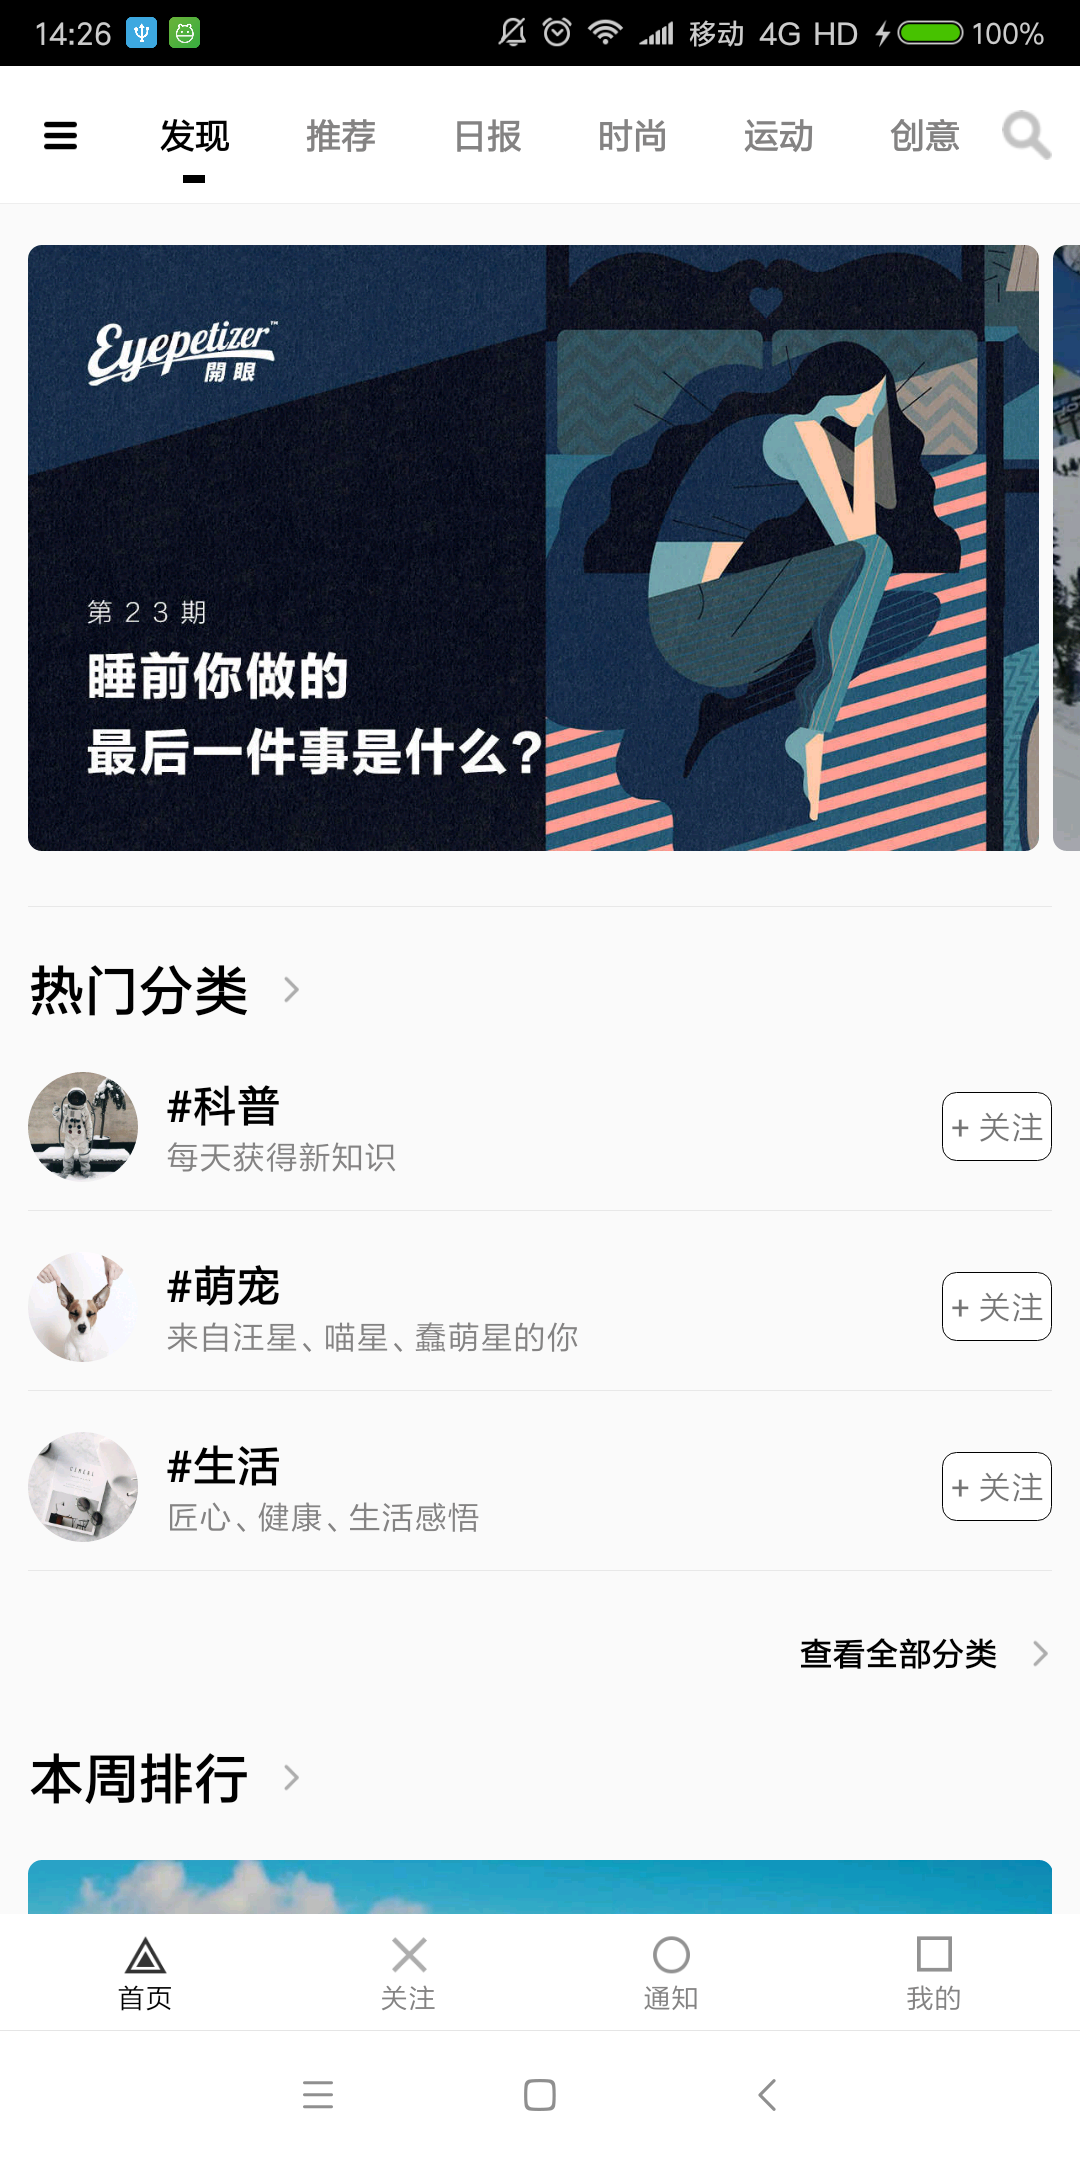 14:26 移动 4G HD 100%
发现 推荐 日报 时尚 运动 创意
Eyepetizer™
開眼
第23期
睡前你做的
最后一件事是什么?
热门分类
#科普
每天获得新知识
+ 关注
#萌宠
来自汪星、喵星、蠢萌星的你
+ 关注
#生活
匠心、健康、生活感悟
+ 关注
查看全部分类
本周排行
首页 关注 通知 我的